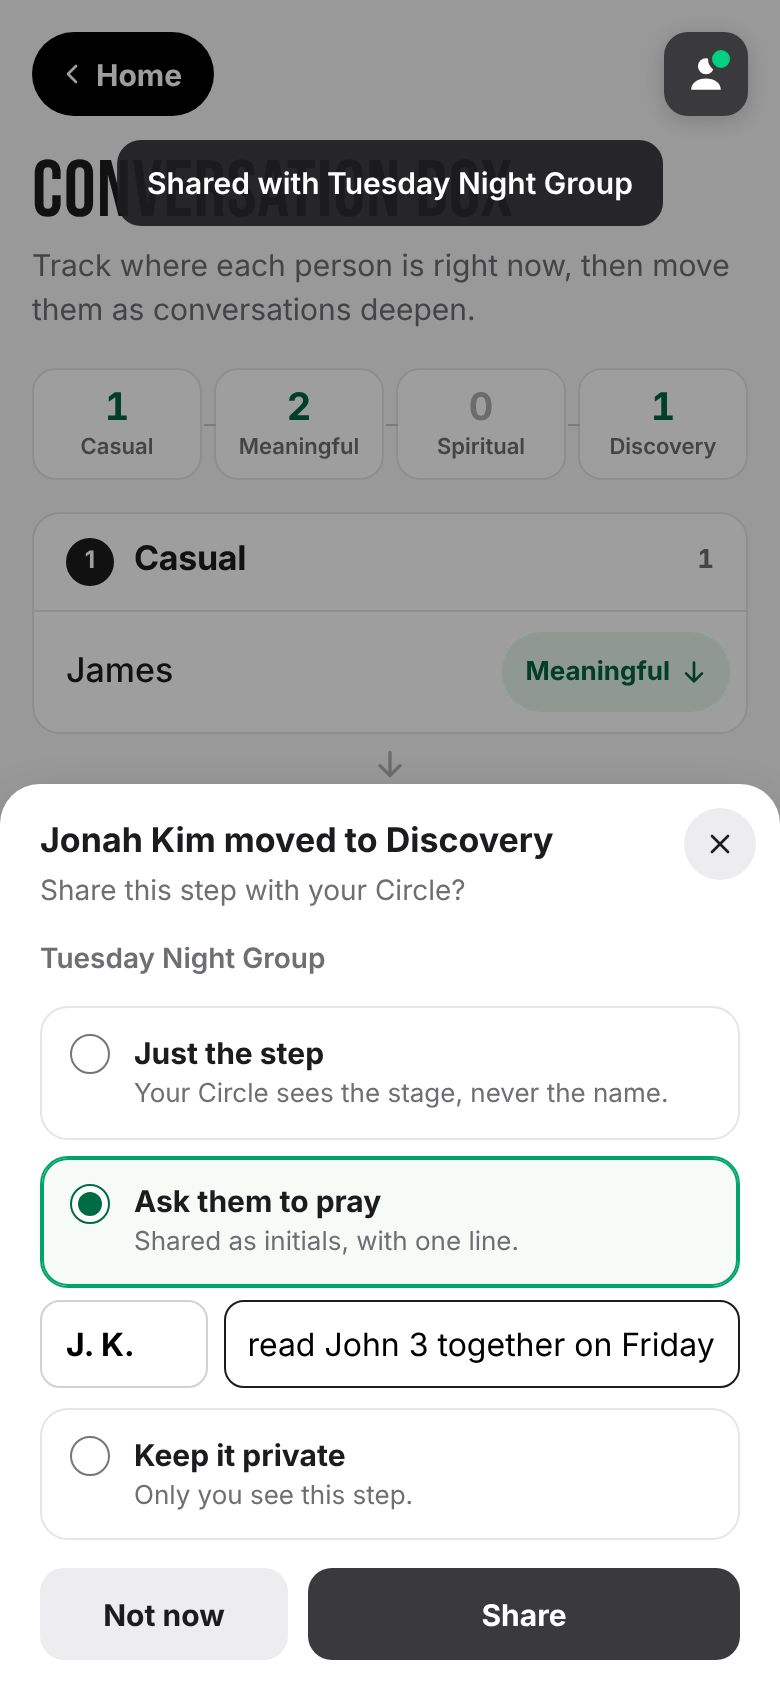 Home
CONVERSATION BOX
Shared with Tuesday Night Group
Track where each person is right now, then move
them as conversations deepen.
1
Casual
2
Meaningful
0
Spiritual
1
Discovery
1 Casual 1
James Meaningful
Jonah Kim moved to Discovery
Share this step with your Circle?
Tuesday Night Group
Just the step
Your Circle sees the stage, never the name.
Ask them to pray
Shared as initials, with one line.
J. K. read John 3 together on Friday
Keep it private
Only you see this step.
Not now Share